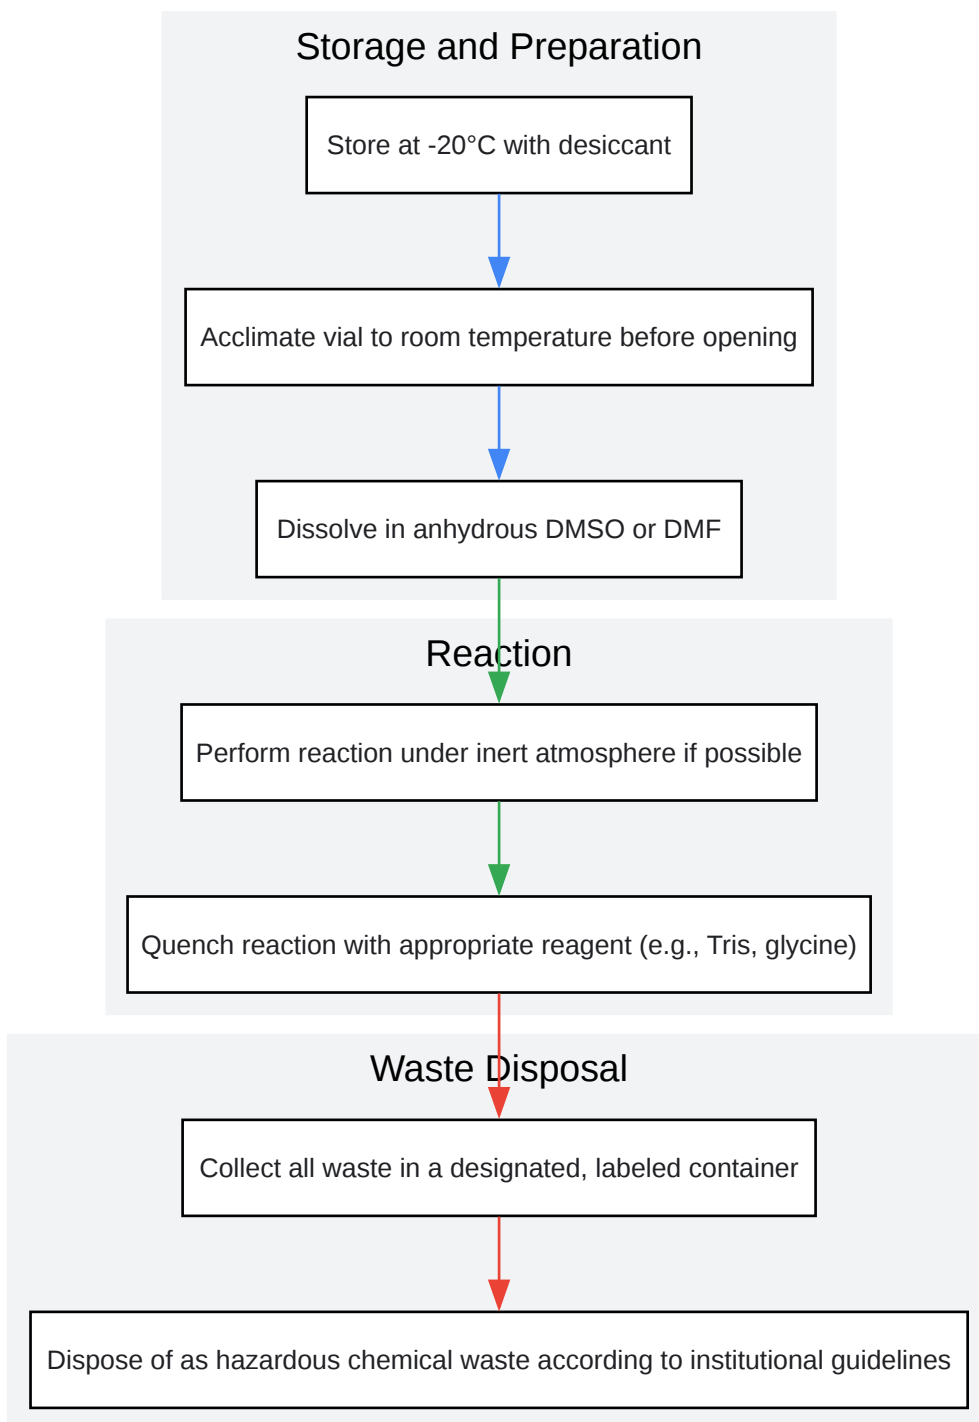 Storage and Preparation
Store at -20°C with desiccant
Acclimate vial to room temperature before opening
Dissolve in anhydrous DMSO or DMF
Reaction
Perform reaction under inert atmosphere if possible
Quench reaction with appropriate reagent (e.g., Tris, glycine)
Waste Disposal
Collect all waste in a designated, labeled container
Dispose of as hazardous chemical waste according to institutional guidelines